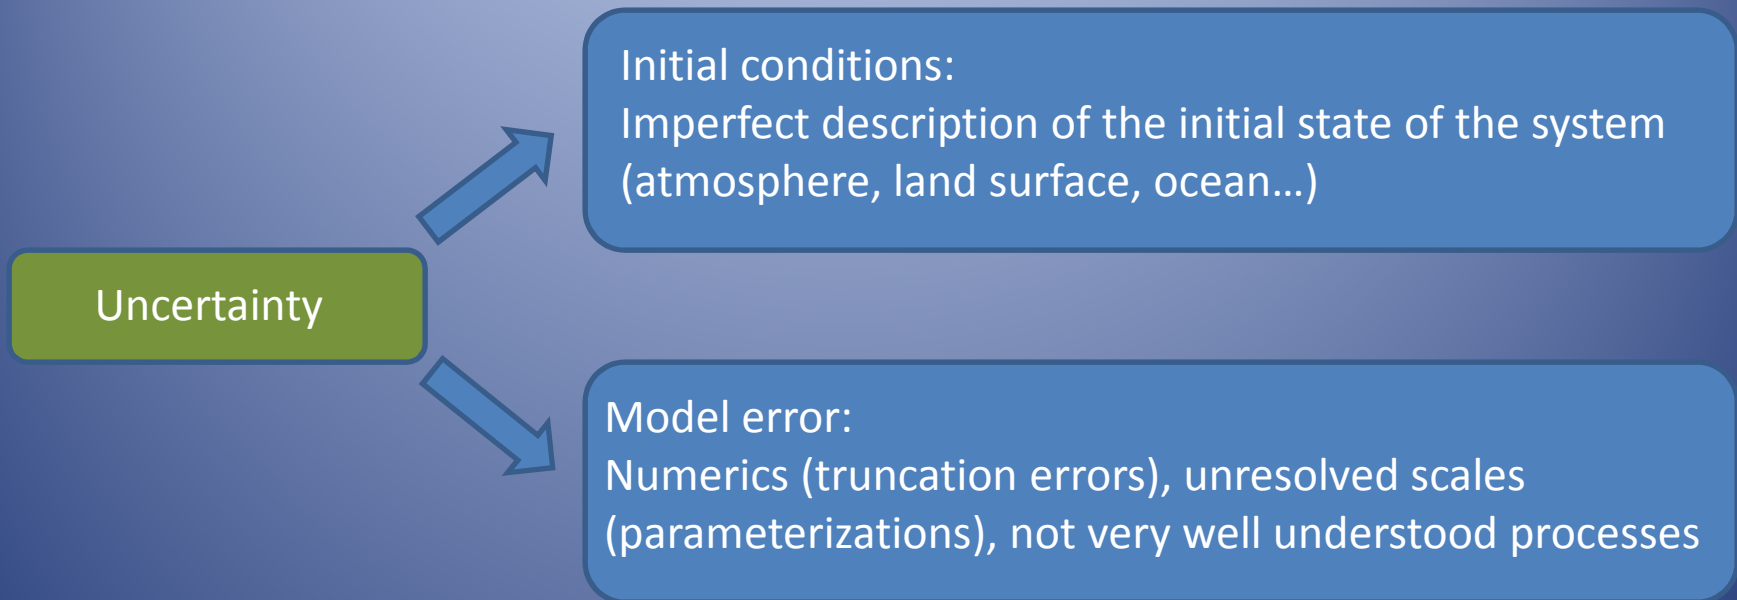 Initial conditions:
Imperfect description of the initial state of the system
(atmosphere, land surface, ocean…)
Uncertainty
Model error:
Numerics (truncation errors), unresolved scales
(parameterizations), not very well understood processes